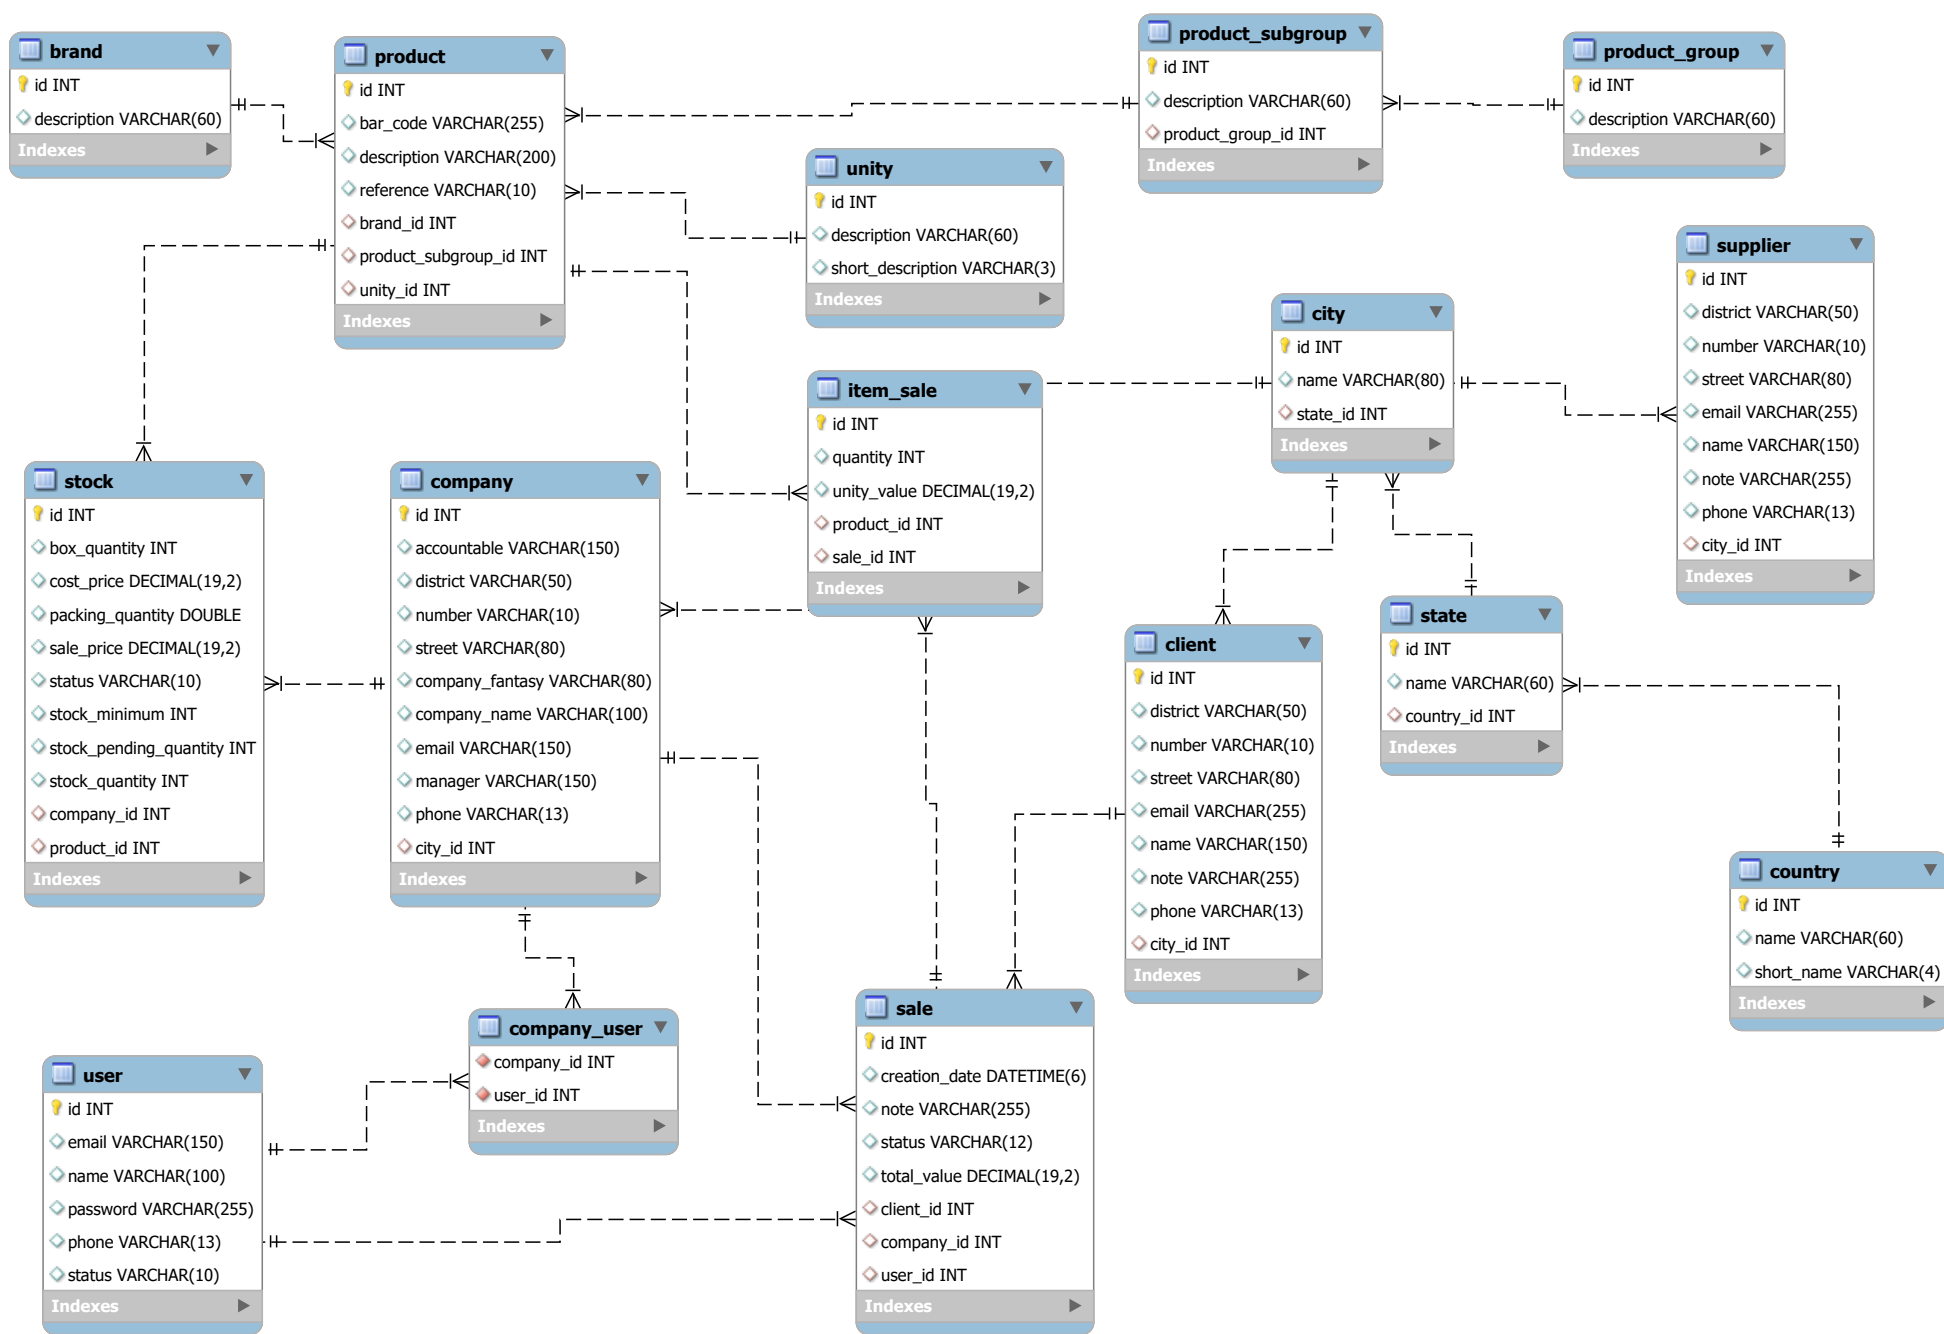 brand
id INT
description VARCHAR(60)
Indexes
product
id INT
bar_code VARCHAR(255)
description VARCHAR(200)
reference VARCHAR(10)
brand_id INT
product_subgroup_id INT
unity_id INT
Indexes
product_subgroup
id INT
description VARCHAR(60)
product_group_id INT
Indexes
product_group
id INT
description VARCHAR(60)
Indexes
unity
id INT
description VARCHAR(60)
short_description VARCHAR(3)
Indexes
supplier
id INT
district VARCHAR(50)
number VARCHAR(10)
street VARCHAR(80)
email VARCHAR(255)
name VARCHAR(150)
note VARCHAR(255)
phone VARCHAR(13)
city_id INT
Indexes
city
id INT
name VARCHAR(80)
state_id INT
Indexes
item_sale
id INT
quantity INT
unity_value DECIMAL(19,2)
product_id INT
sale_id INT
Indexes
stock
id INT
box_quantity INT
cost_price DECIMAL(19,2)
packing_quantity DOUBLE
sale_price DECIMAL(19,2)
status VARCHAR(10)
stock_minimum INT
stock_pending_quantity INT
stock_quantity INT
company_id INT
product_id INT
Indexes
company
id INT
accountable VARCHAR(150)
district VARCHAR(50)
number VARCHAR(10)
street VARCHAR(80)
company_fantasy VARCHAR(80)
company_name VARCHAR(100)
email VARCHAR(150)
manager VARCHAR(150)
phone VARCHAR(13)
city_id INT
Indexes
client
id INT
district VARCHAR(50)
number VARCHAR(10)
street VARCHAR(80)
email VARCHAR(255)
name VARCHAR(150)
note VARCHAR(255)
phone VARCHAR(13)
city_id INT
Indexes
state
id INT
name VARCHAR(60)
country_id INT
Indexes
country
id INT
name VARCHAR(60)
short_name VARCHAR(4)
Indexes
company_user
company_id INT
user_id INT
Indexes
user
id INT
email VARCHAR(150)
name VARCHAR(100)
password VARCHAR(255)
phone VARCHAR(13)
status VARCHAR(10)
Indexes
sale
id INT
creation_date DATETIME(6)
note VARCHAR(255)
status VARCHAR(12)
total_value DECIMAL(19,2)
client_id INT
company_id INT
user_id INT
Indexes